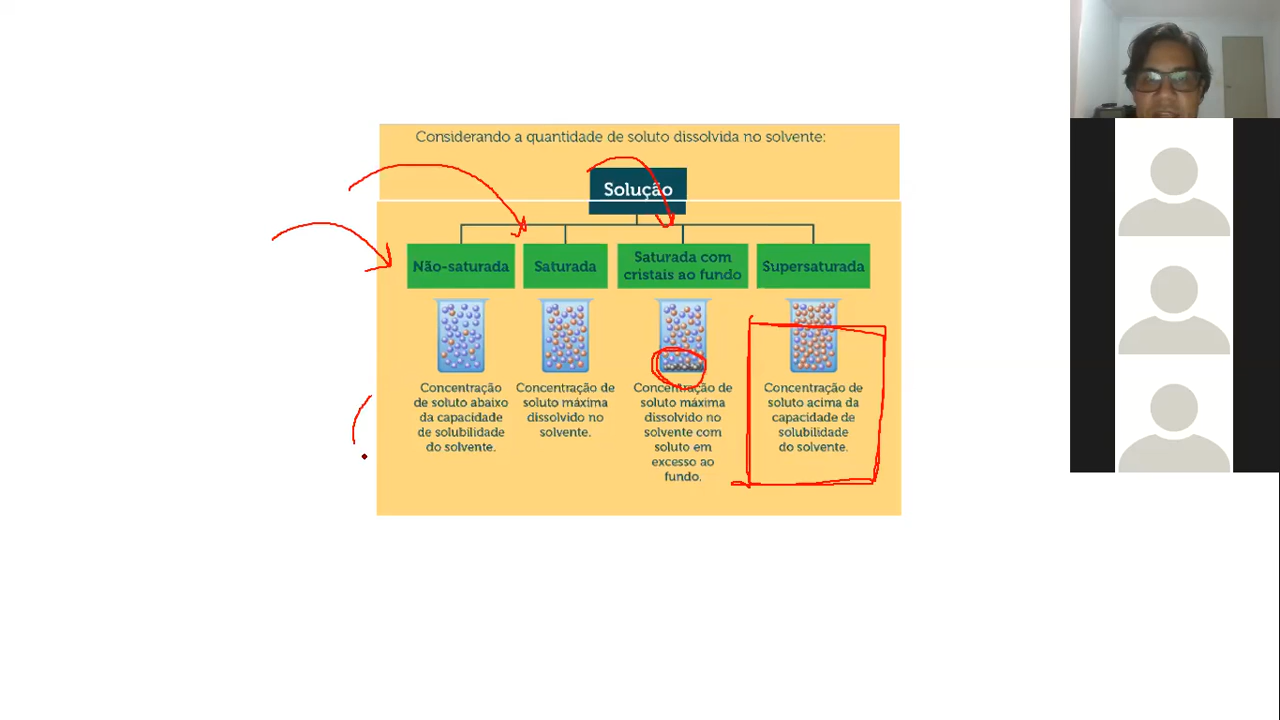 Considerando a quantidade de soluto dissolvida no solvente:
Solução
Não-saturada
Saturada
Saturada com
cristais ao fundo
Supersaturada
Concentração
de soluto abaixo
da capacidade
de solubilidade
do solvente.
Concentração de
soluto máxima
dissolvido no
solvente.
Concentração de
soluto máxima
dissolvido no
solvente com
soluto em
excesso ao
fundo.
Concentração de
soluto acima da
capacidade de
solubilidade
do solvente.